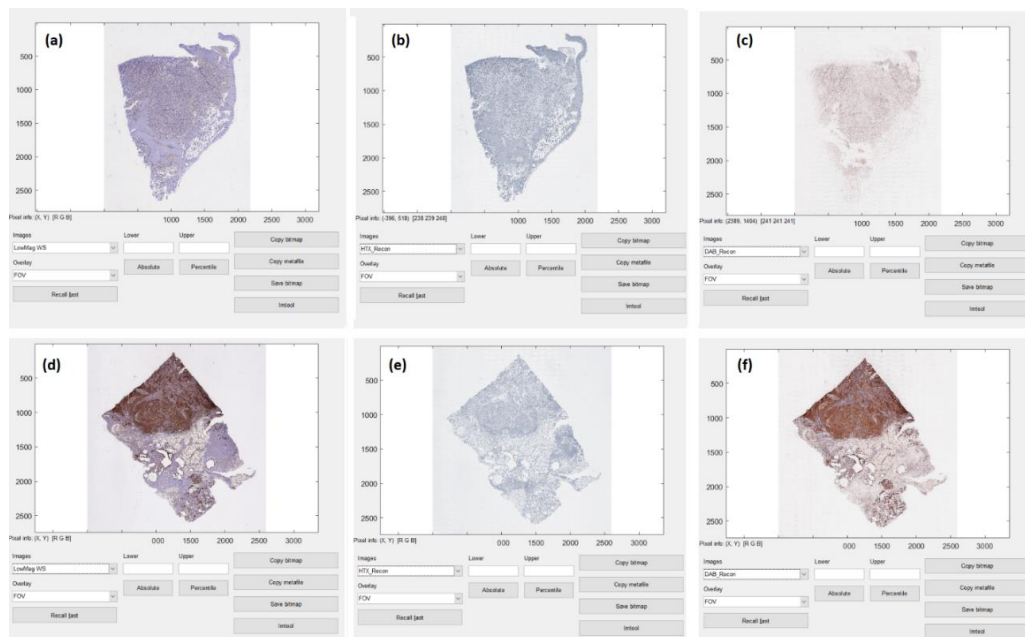 (a)
500
1000
1500
2000
2500
1000 1500 2000 2500 3000
Pixel info: (X, Y) [R G B]
Images Lower Upper
LowMag WS
Overlay
FOV
Absolute Percentile
Recall last
Copy bitmap
Copy metafile
Save bitmap
Imtool
(b)
500
1000
1500
2000
2500
1000 1500 2000 2500 3000
Pixel info: (-396, 518) [238 239 248]
Images Lower Upper
HTX_Recon
Overlay
FOV
Absolute Percentile
Recall last
Copy bitmap
Copy metafile
Save bitmap
Imtool
(c)
500
1000
1500
2000
2500
1000 1500 2000 2500 3000
Pixel info: (2389, 1404) [241 241 241]
Images Lower Upper
DAB_Recon
Overlay
FOV
Absolute Percentile
Recall last
Copy bitmap
Copy metafile
Save bitmap
Imtool
(d)
500
1000
1500
2000
2500
000 1500 2000 2500 3000
Pixel info: (X, Y) [R G B]
Images Lower Upper
LowMag WS
Overlay
FOV
Absolute Percentile
Recall last
Copy bitmap
Copy metafile
Save bitmap
Imtool
(e)
500
1000
1500
2000
2500
000 1500 2000 2500 3000
Pixel info: (X, Y) [R G B]
Images Lower Upper
HTX_Recon
Overlay
FOV
Absolute Percentile
Recall last
Copy bitmap
Copy metafile
Save bitmap
Imtool
(f)
500
1000
1500
2000
2500
000 1500 2000 2500 3000
Pixel info: (X, Y) [R G B]
Images Lower Upper
DAB_Recon
Overlay
FOV
Absolute Percentile
Recall last
Copy bitmap
Copy metafile
Save bitmap
Imtool